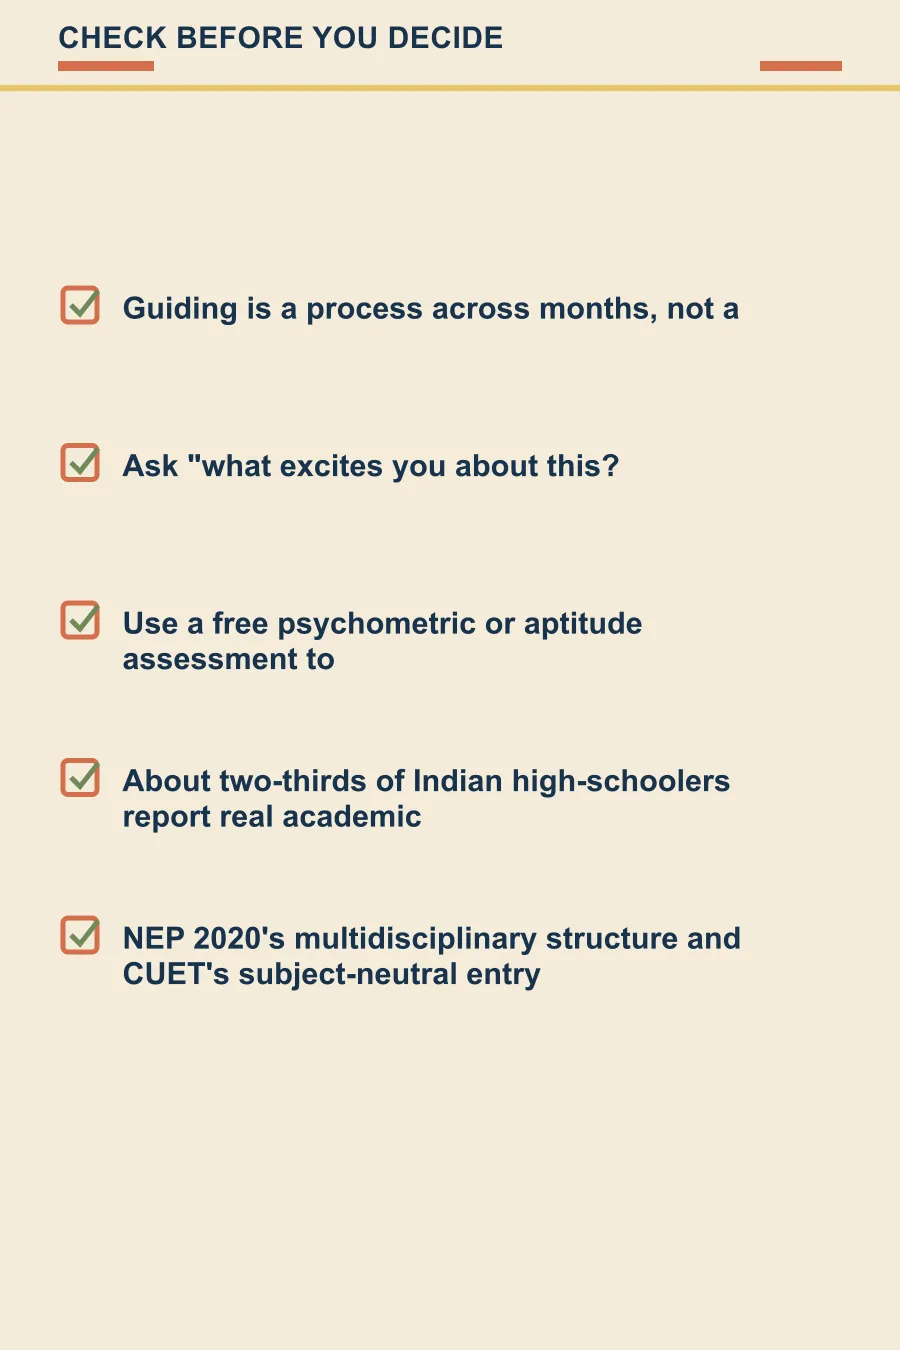 CHECK BEFORE YOU DECIDE
Guiding is a process across months, not a
Ask "what excites you about this?
Use a free psychometric or aptitude
assessment to
About two-thirds of Indian high-schoolers
report real academic
NEP 2020's multidisciplinary structure and
CUET's subject-neutral entry